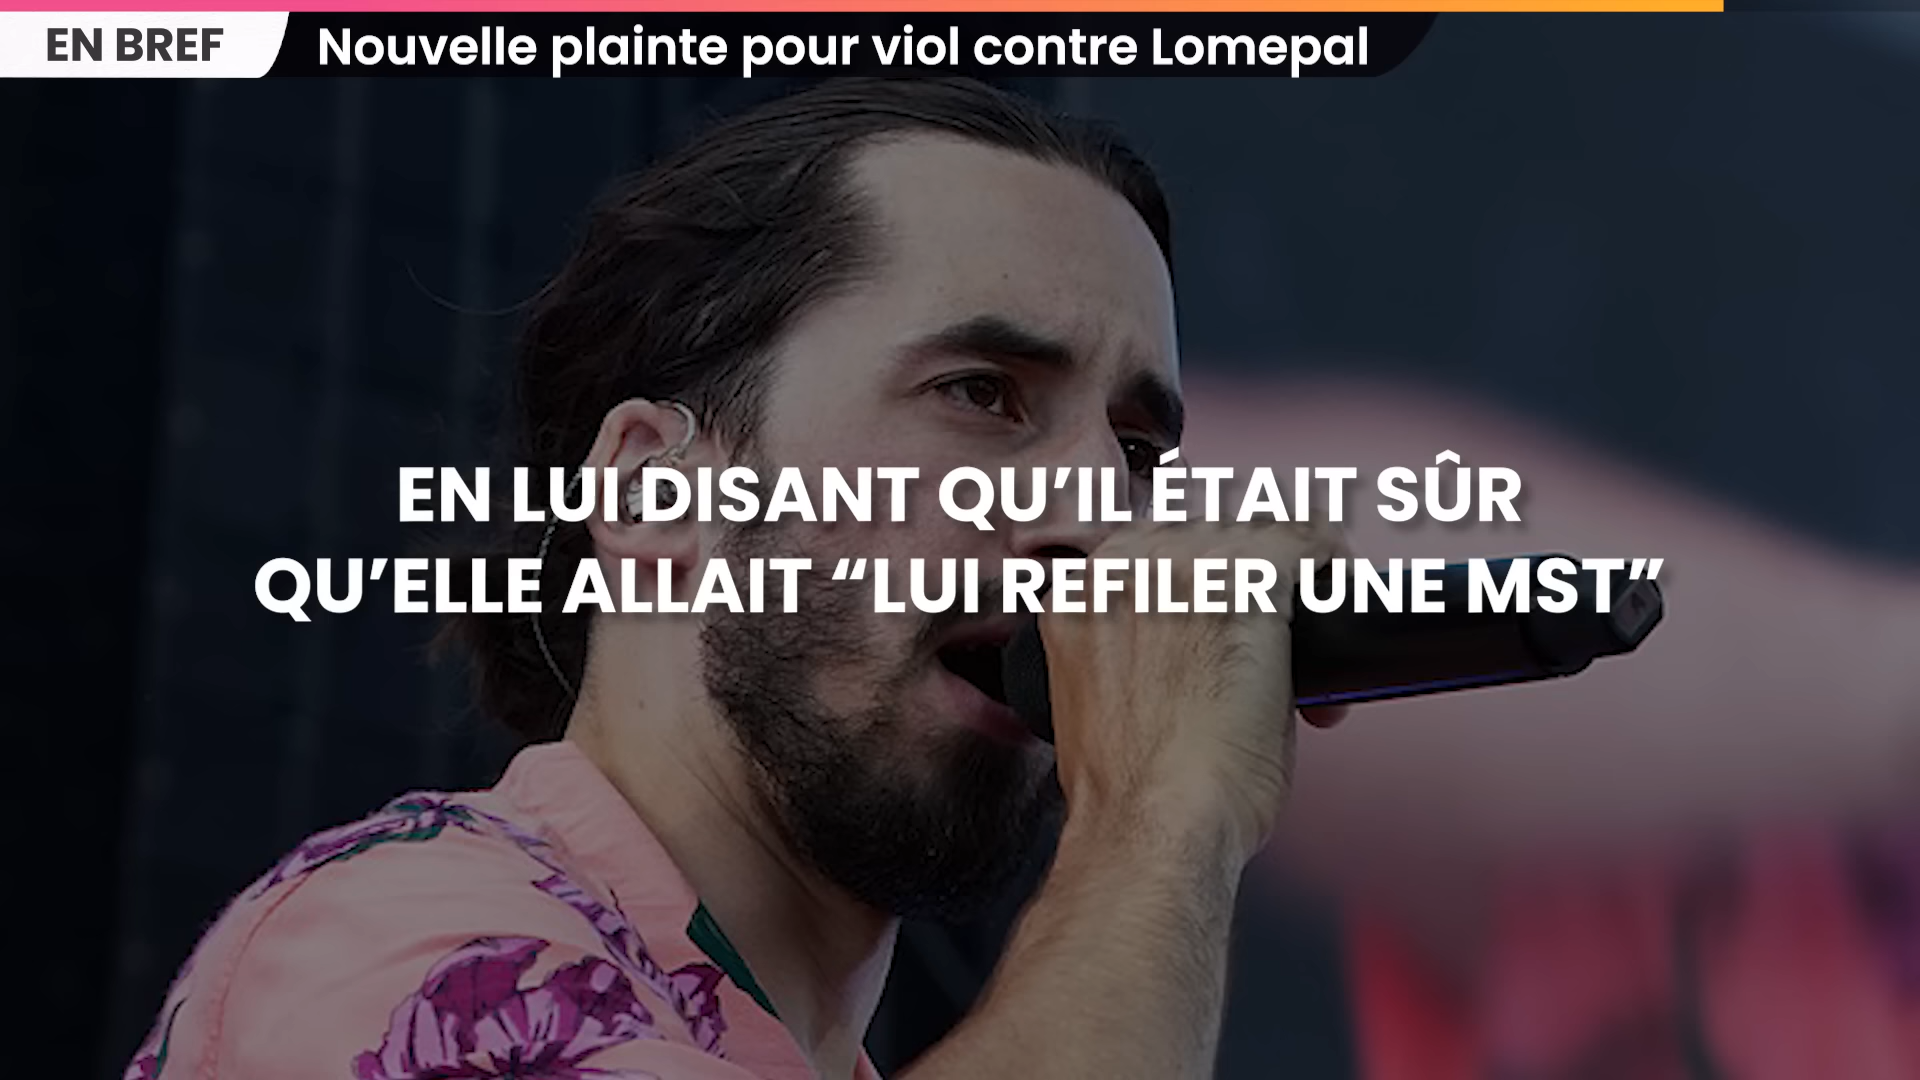 EN BREF
Nouvelle plainte pour viol contre Lomepal
EN LUI DISANT QU’IL ÉTAIT SÛR
QU’ELLE ALLAIT “LUI REFILER UNE MST”